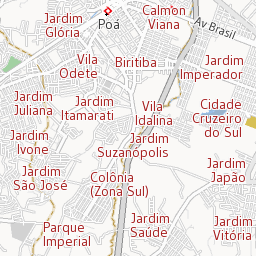 Jardim
Glória
Poá
Calmon
Viana
Av Brasil
Vila
Odete
Biritiba
Jardim
Imperador
Jardim
Juliana
Jardim
Itamarati
Vila
Idalina
Cidade
Cruzeiro
do Sul
Jardim
Ivone
Jardim
Suzanópolis
Jardim
São José
Colônia
(Zona Sul)
Jardim
Japão
Parque
Imperial
Jardim
Saúde
Jardim
Vitória